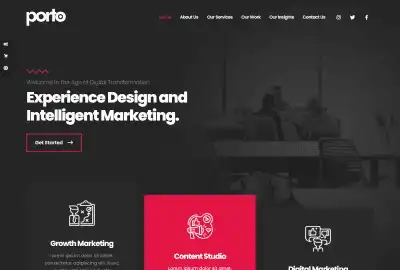 porto
Home About Us Our Services Our Work Our Insights Contact Us
Welcome to the Age of Digital Transformation
Experience Design and
Intelligent Marketing.
Get Started
Growth Marketing
Lorem ipsum dolor sit amet,
consectetur adipiscing elit. Nunc
Content Studio
Lorem ipsum dolor sit amet,
Digital Marketing